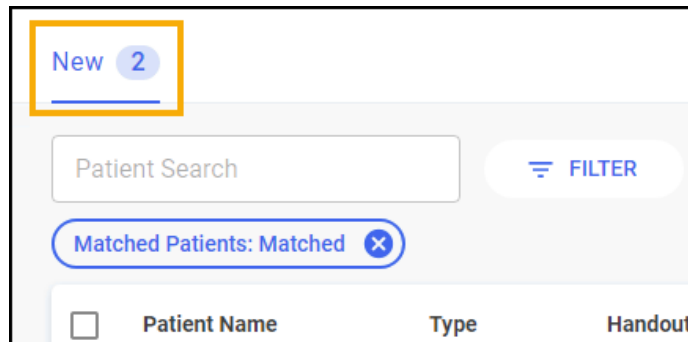 New 2
Patient Search
FILTER
Matched Patients: Matched
Patient Name Type Handout